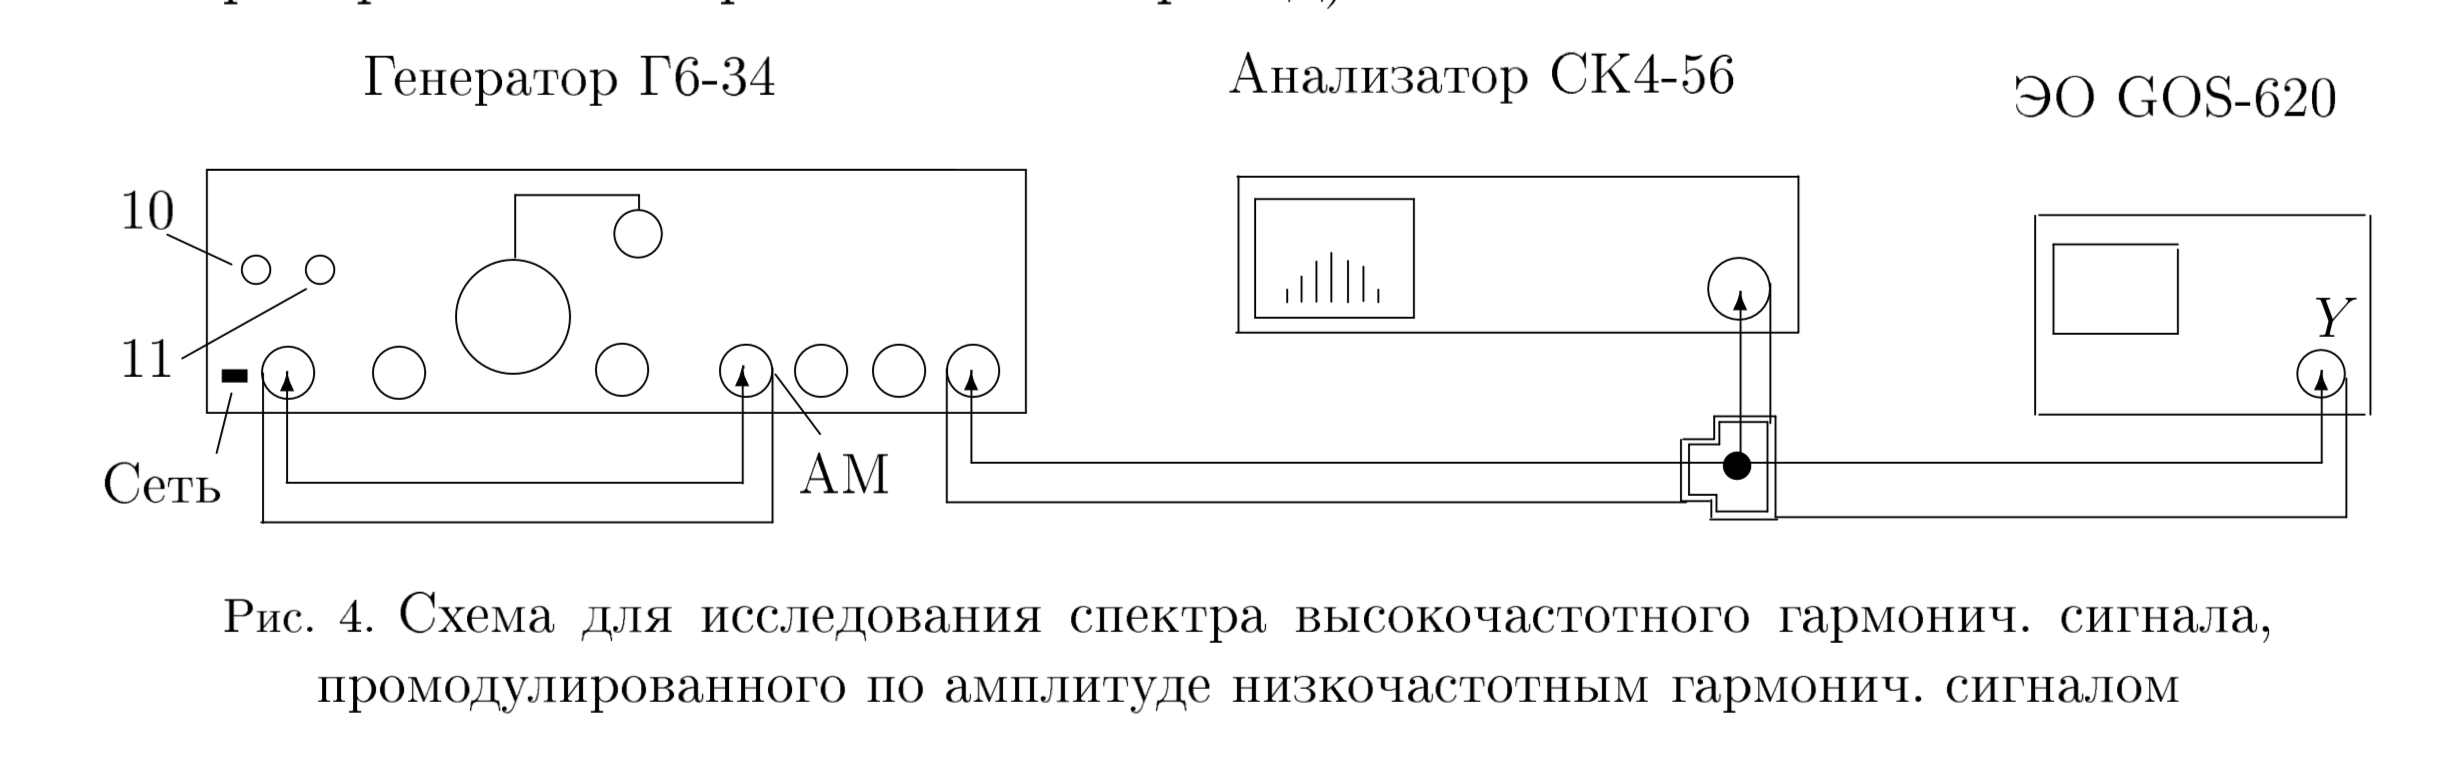 Генератор Г6-34
Анализатор СК4-56
ЭО GOS-620
10
11
Y
Сеть
АМ
Рис. 4. Схема для исследования спектра высокочастотного гармонич. сигнала,
промодулированного по амплитуде низкочастотным гармонич. сигналом